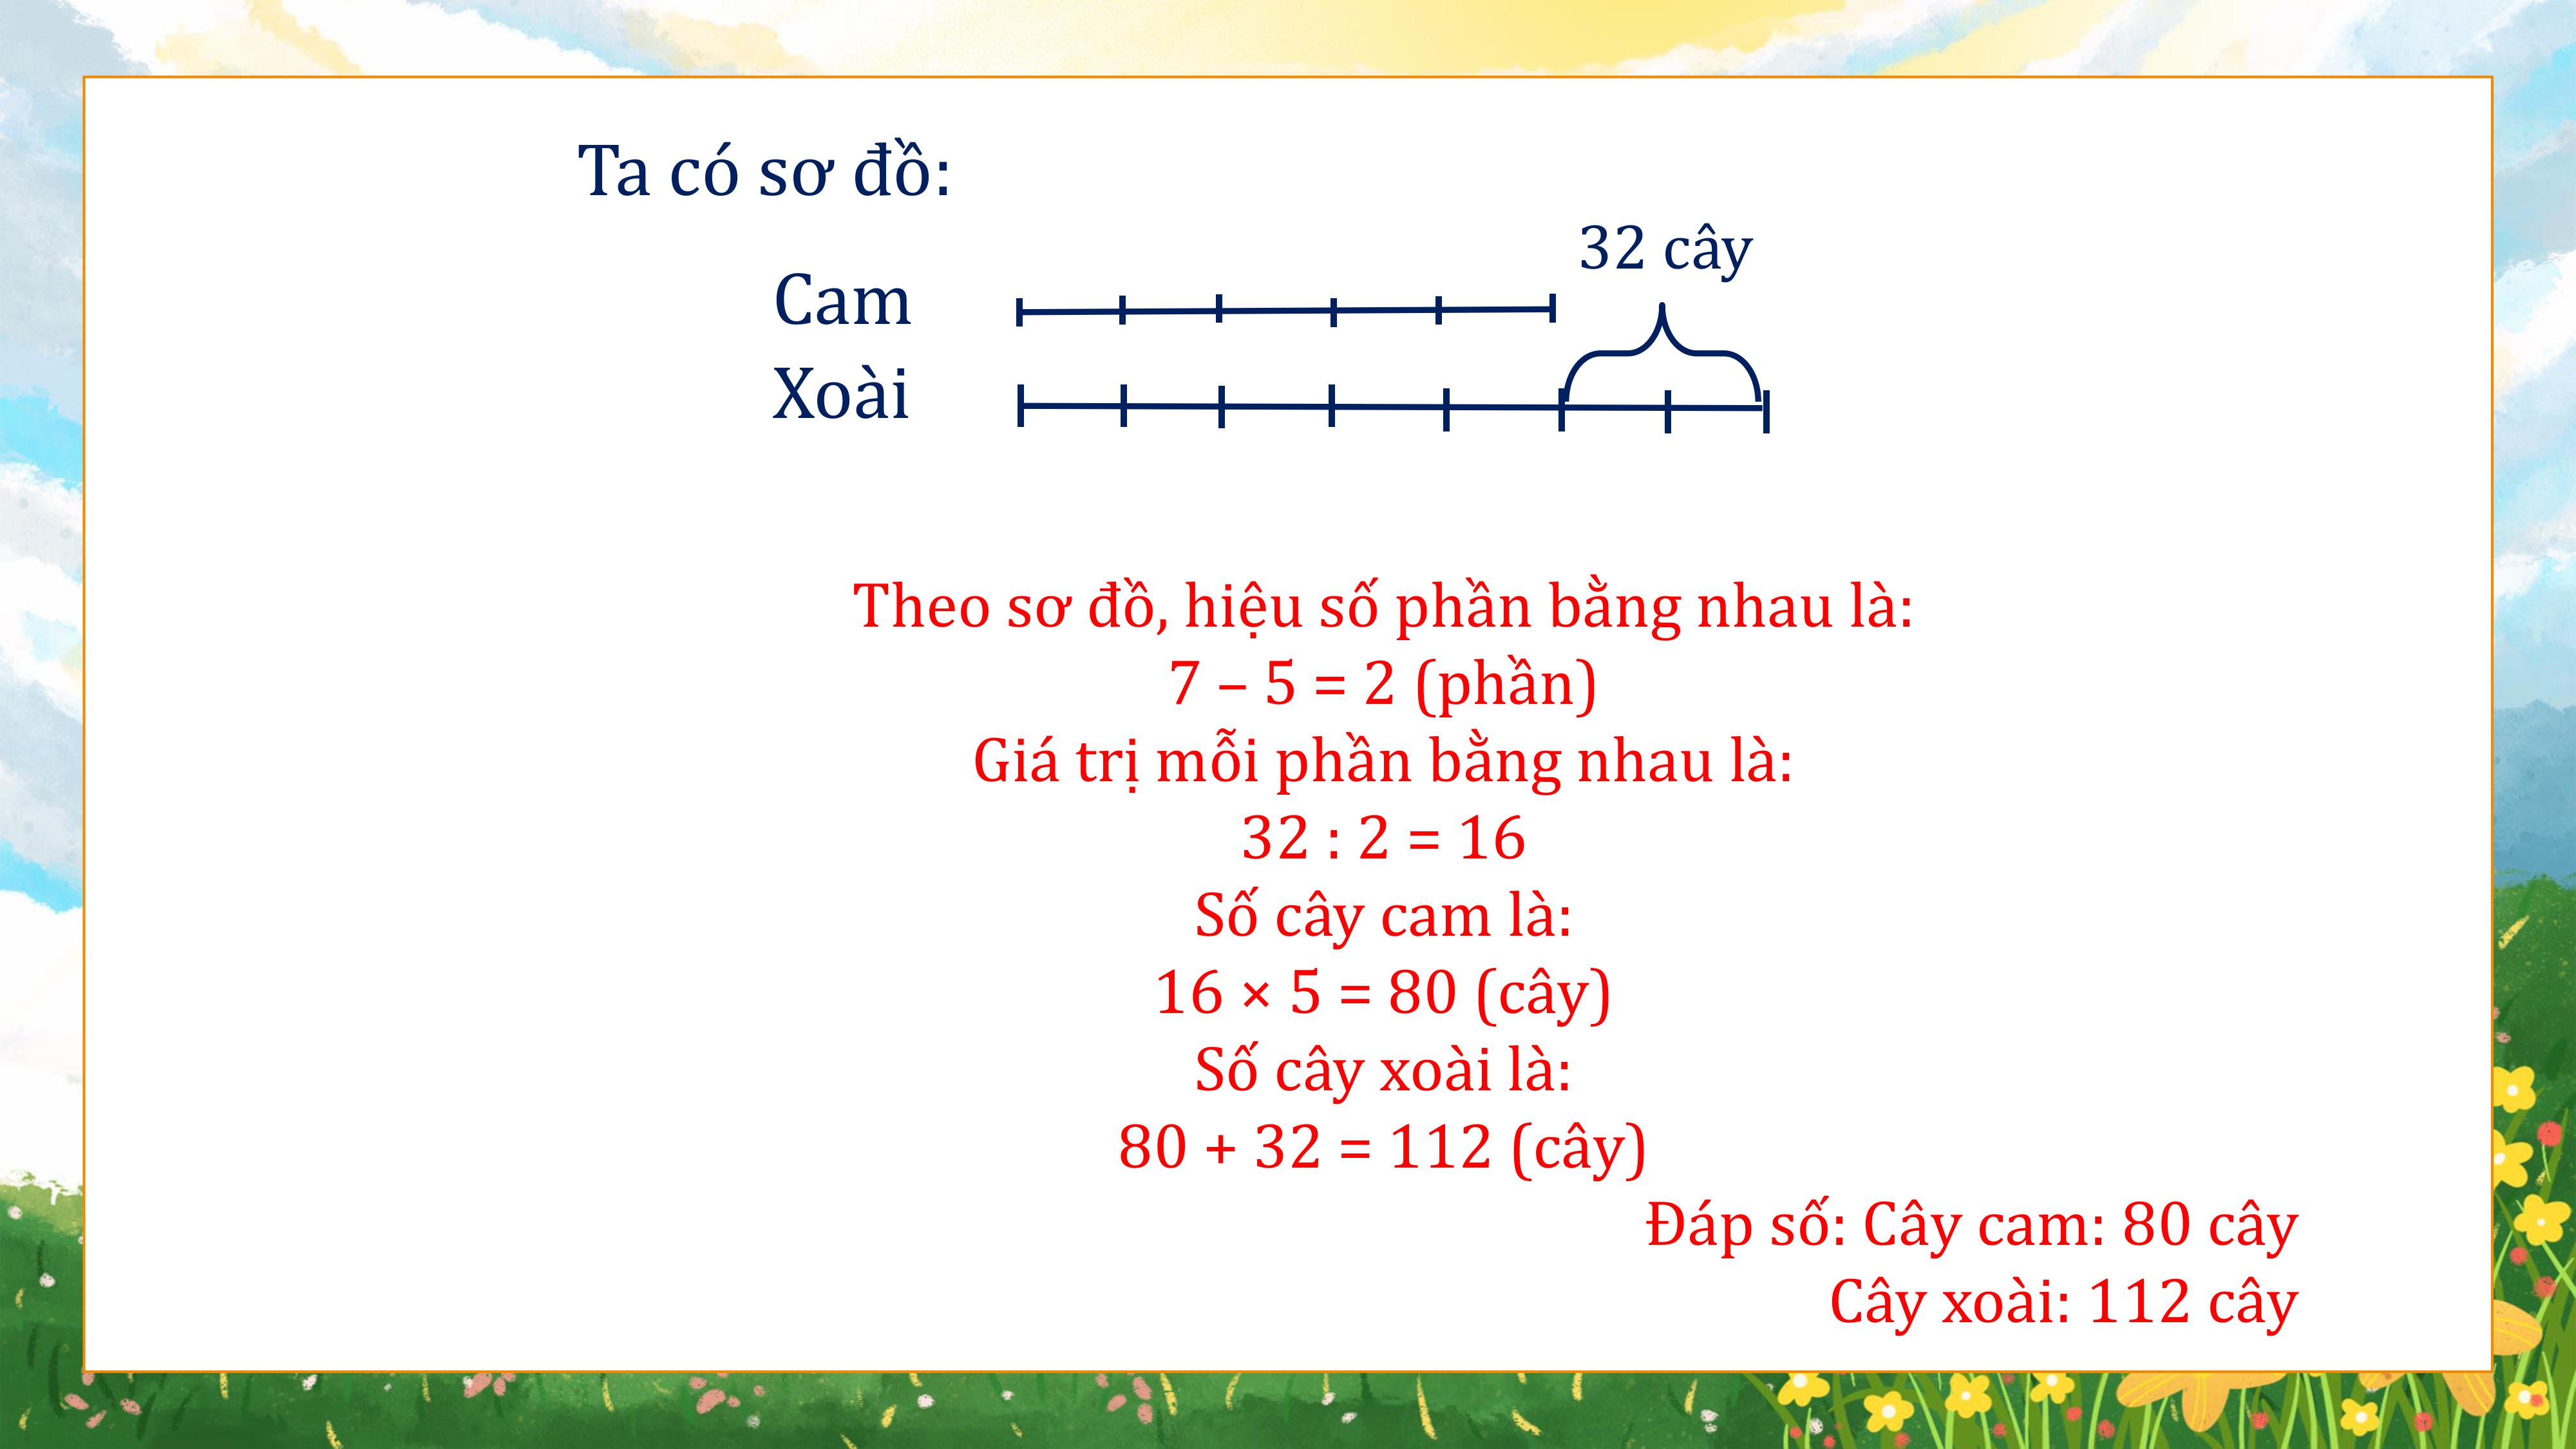 Ta có sơ đồ:
32 cây
Cam
Xoài
Theo sơ đồ, hiệu số phần bằng nhau là:
7 – 5 = 2 (phần)
Giá trị mỗi phần bằng nhau là:
32 : 2 = 16
Số cây cam là:
16 × 5 = 80 (cây)
Số cây xoài là:
80 + 32 = 112 (cây)
Đáp số: Cây cam: 80 cây
Cây xoài: 112 cây